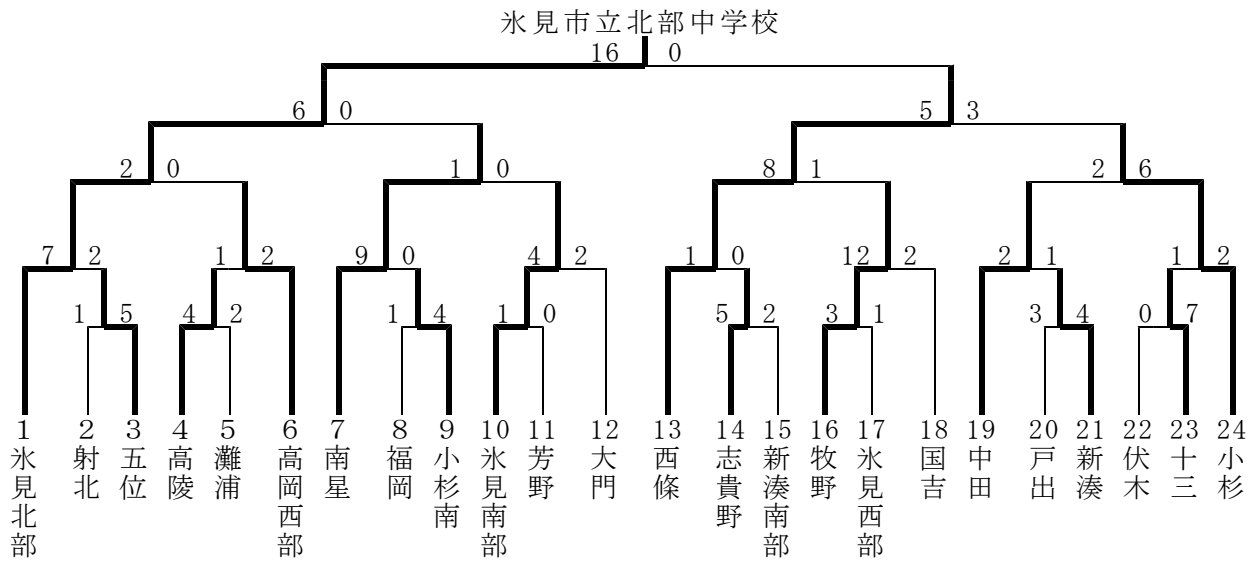 氷見市立北部中学校
16 0
6 0 5 3
2 0 1 0 8 1 2 6
7 2 1 2 9 0 4 2 1 0 12 2 2 1 1 2
1 5 4 2 1 4 1 0 5 2 3 1 3 4 0 7
1 2 3 4 5 6 7 8 9 10 11 12 13 14 15 16 17 18 19 20 21 22 23 24
氷見北部
射北
五位
高陵
灘浦
高岡西部
南星
福岡
小杉南
氷見南部
芳野
大門
西條
志貴野
新湊南部
牧野
氷見西部
国吉
中田
戸出
新湊
伏木
十三
小杉